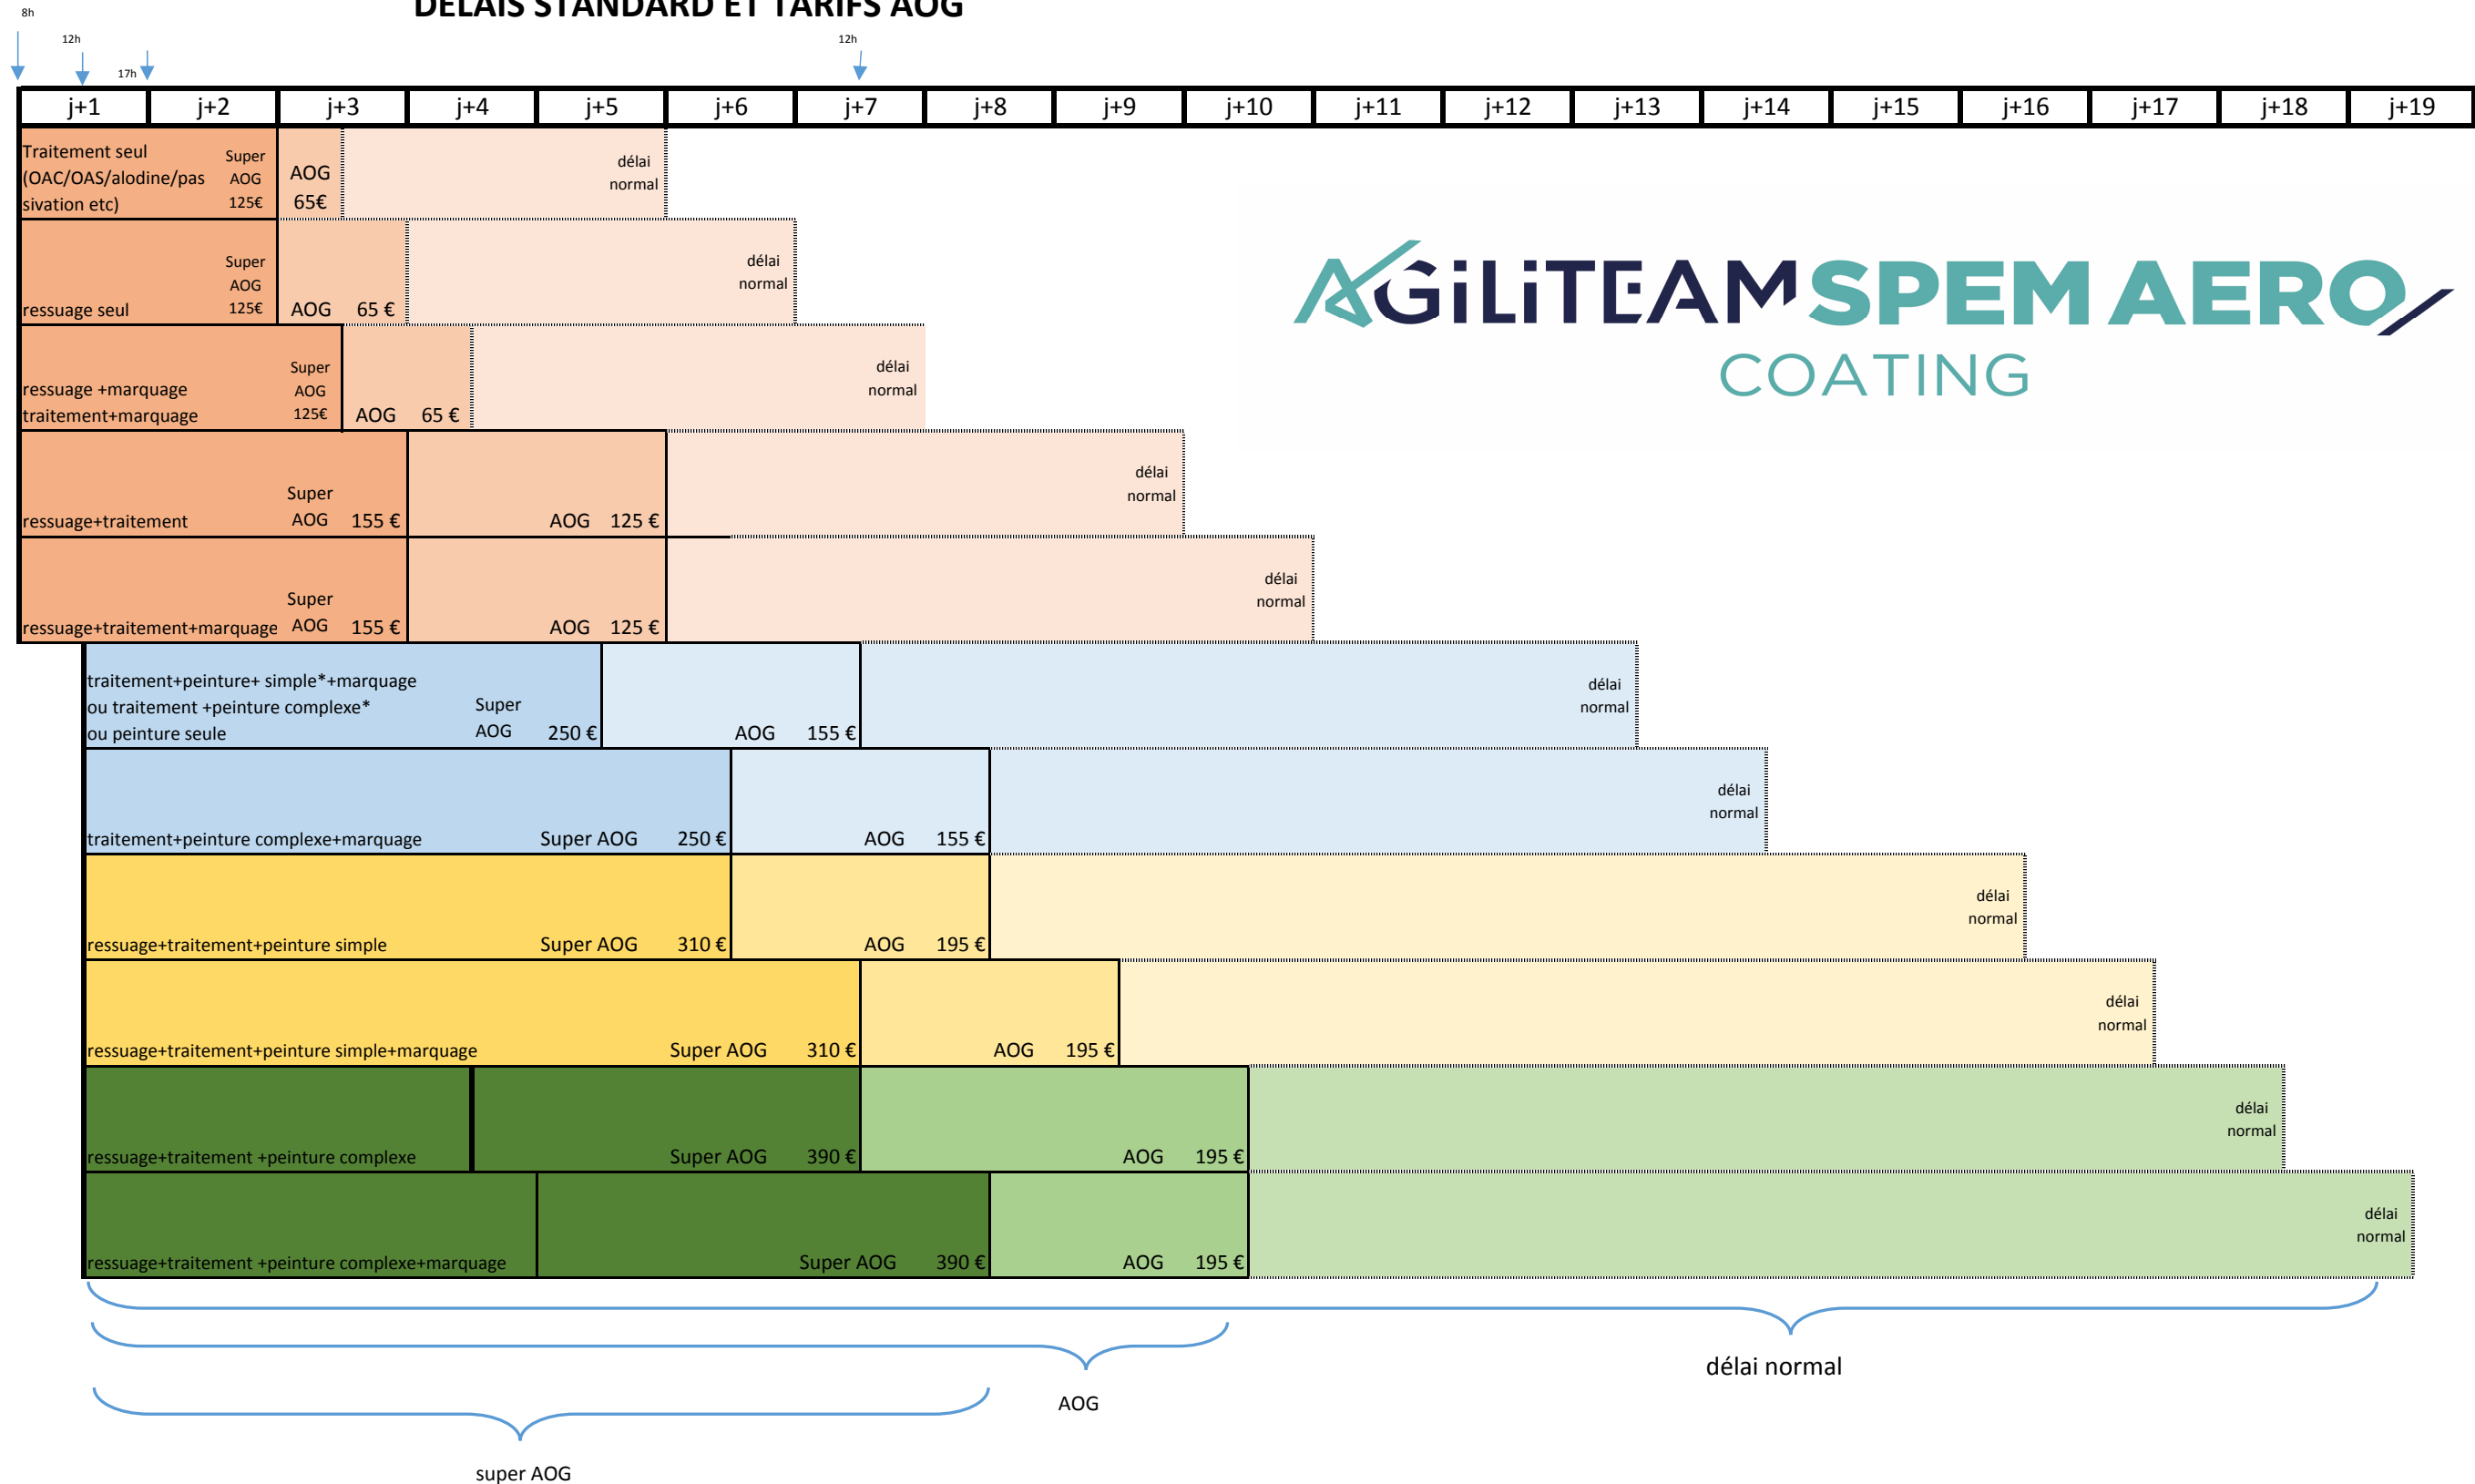 DELAIS STANDARD ET TARIFS AOG
8h
12h
12h
17h
j+1 j+2 j+3 j+4 j+5 j+6 j+7 j+8 j+9 j+10 j+11 j+12 j+13 j+14 j+15 j+16 j+17 j+18 j+19
Traitement seul
(OAC/OAS/alodine/pas
sivation etc)
Super
AOG
125€
AOG
65€
délai
normal
ressuage seul
Super
AOG
125€
AOG 65 €
délai
normal
AGiLiTEAM SPEM AERO
COATING
ressuage +marquage
traitement+marquage
Super
AOG
125€
AOG 65 €
délai
normal
ressuage+traitement
Super
AOG 155 €
AOG 125 €
délai
normal
ressuage+traitement+marquage
Super
AOG 155 €
AOG 125 €
délai
normal
traitement+peinture+ simple*+marquage
ou traitement +peinture complexe*
ou peinture seule
Super
AOG 250 €
AOG 155 €
délai
normal
traitement+peinture complexe+marquage
Super AOG 250 €
AOG 155 €
délai
normal
ressuage+traitement+peinture simple
Super AOG 310 €
AOG 195 €
délai
normal
ressuage+traitement+peinture simple+marquage
Super AOG 310 €
AOG 195 €
délai
normal
ressuage+traitement +peinture complexe
Super AOG 390 €
AOG 195 €
délai
normal
ressuage+traitement +peinture complexe+marquage
Super AOG 390 €
AOG 195 €
délai
normal
délai normal
AOG
super AOG